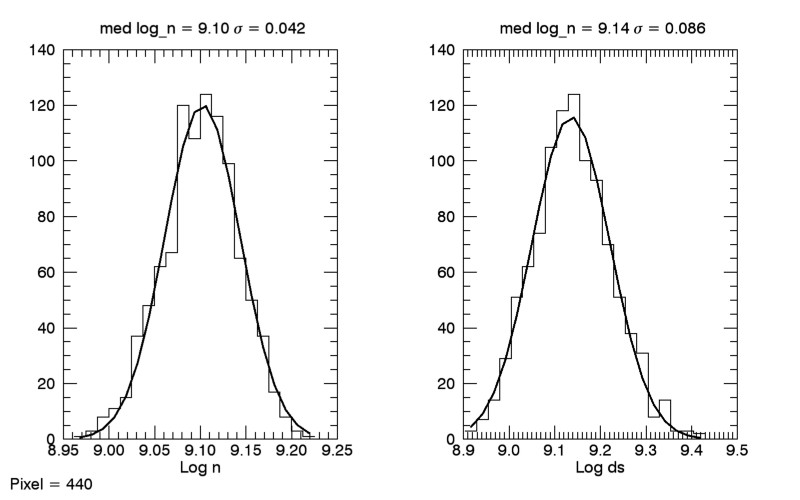 med log_n = 9.10 σ = 0.042
140
120
100
80
60
40
20
0
8.95 9.00 9.05 9.10 9.15 9.20 9.25
Log n
med log_n = 9.14 σ = 0.086
140
120
100
80
60
40
20
0
8.9 9.0 9.1 9.2 9.3 9.4 9.5
Log ds
Pixel = 440